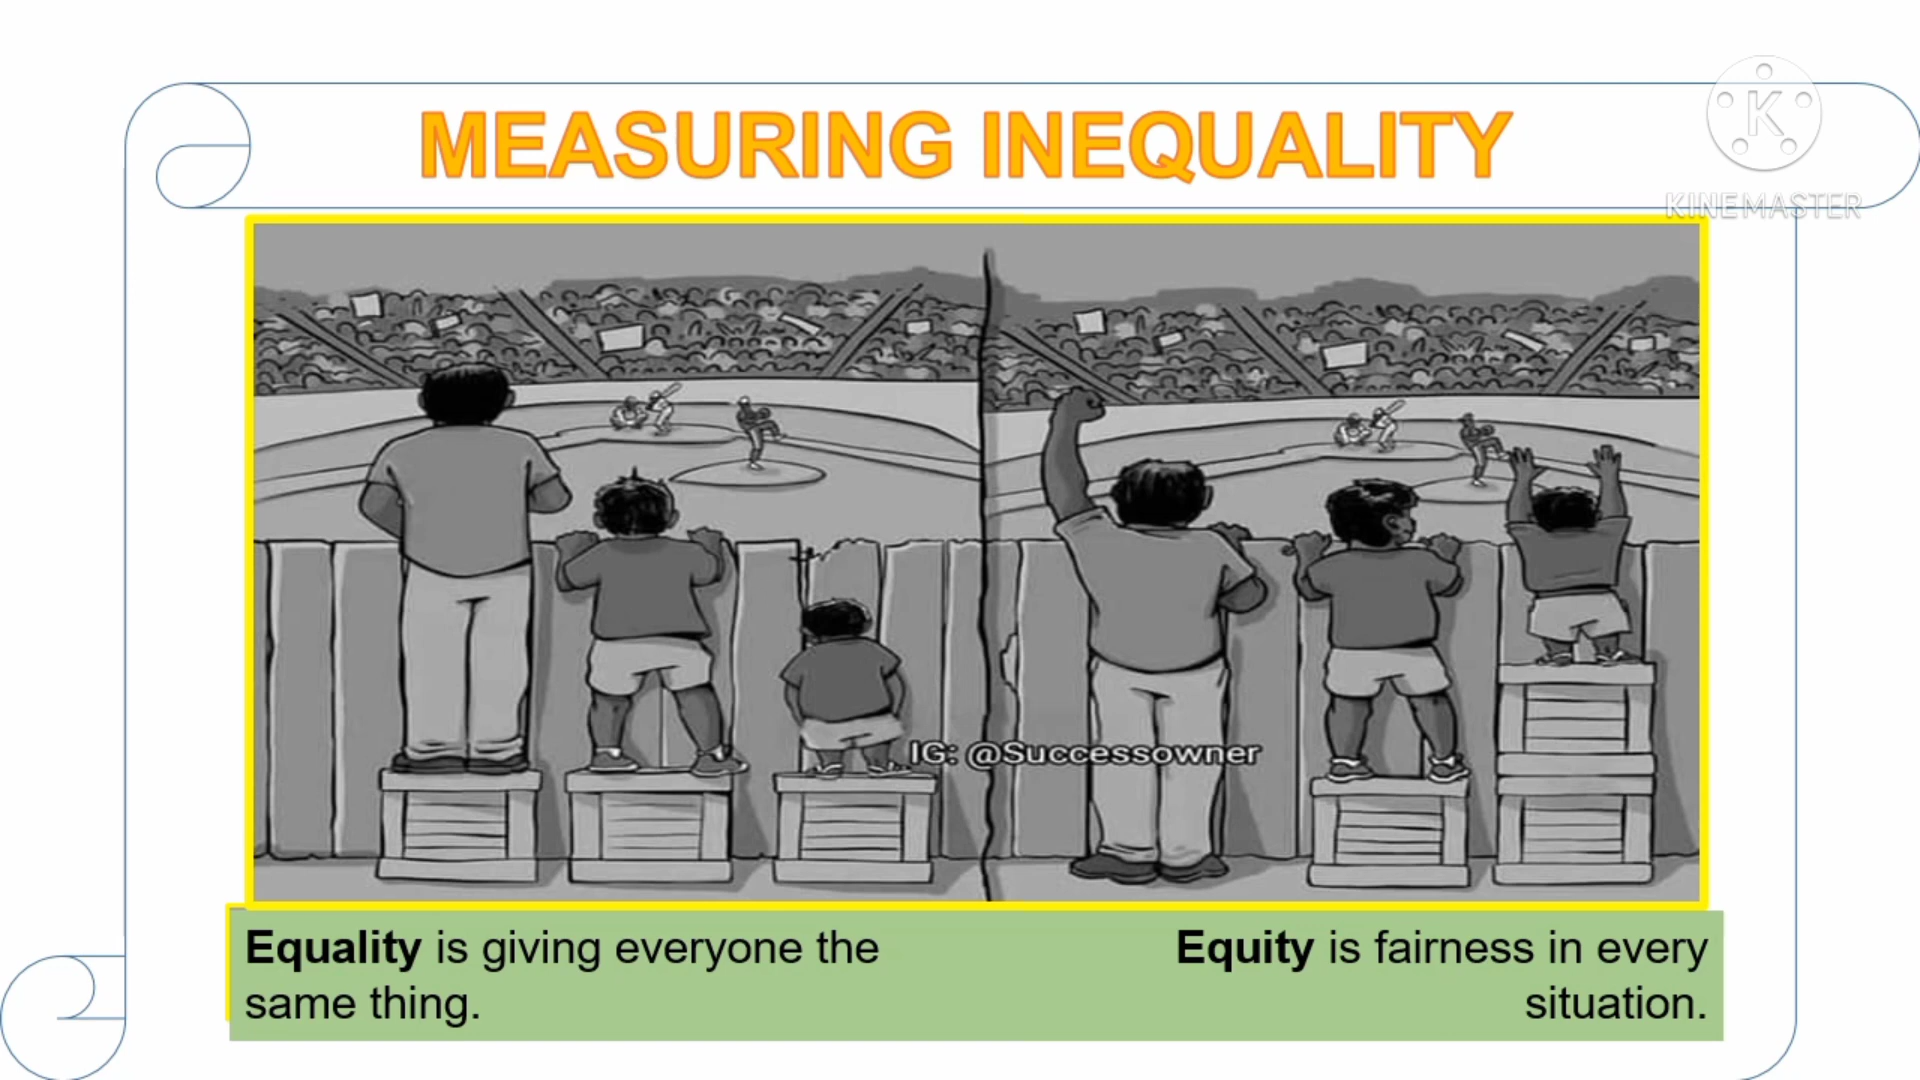 MEASURING INEQUALITY
K
KINEMASTER
IG: @Successowner
Equality is giving everyone the
same thing.
Equity is fairness in every
situation.